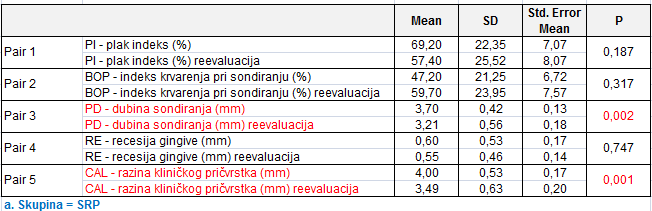 Mean SD Std. Error Mean P
Pair 1 PI - plak indeks (%) 69,20 22,35 7,07 0,187
PI - plak indeks (%) reevaluacija 57,40 25,52 8,07
Pair 2 BOP - indeks krvarenja pri sondiranju (%) 47,20 21,25 6,72 0,317
BOP - indeks krvarenja pri sondiranju (%) reevaluacija 59,70 23,95 7,57
Pair 3 PD - dubina sondiranja (mm) 3,70 0,42 0,13 0,002
PD - dubina sondiranja (mm) reevaluacija 3,21 0,56 0,18
Pair 4 RE - recesija gingive (mm) 0,60 0,53 0,17 0,747
RE - recesija gingive (mm) reevaluacija 0,55 0,46 0,14
Pair 5 CAL - razina kliničkog pričvrstka (mm) 4,00 0,53 0,17 0,001
CAL - razina kliničkog pričvrstka (mm) reevaluacija 3,49 0,63 0,20
a. Skupina = SRP